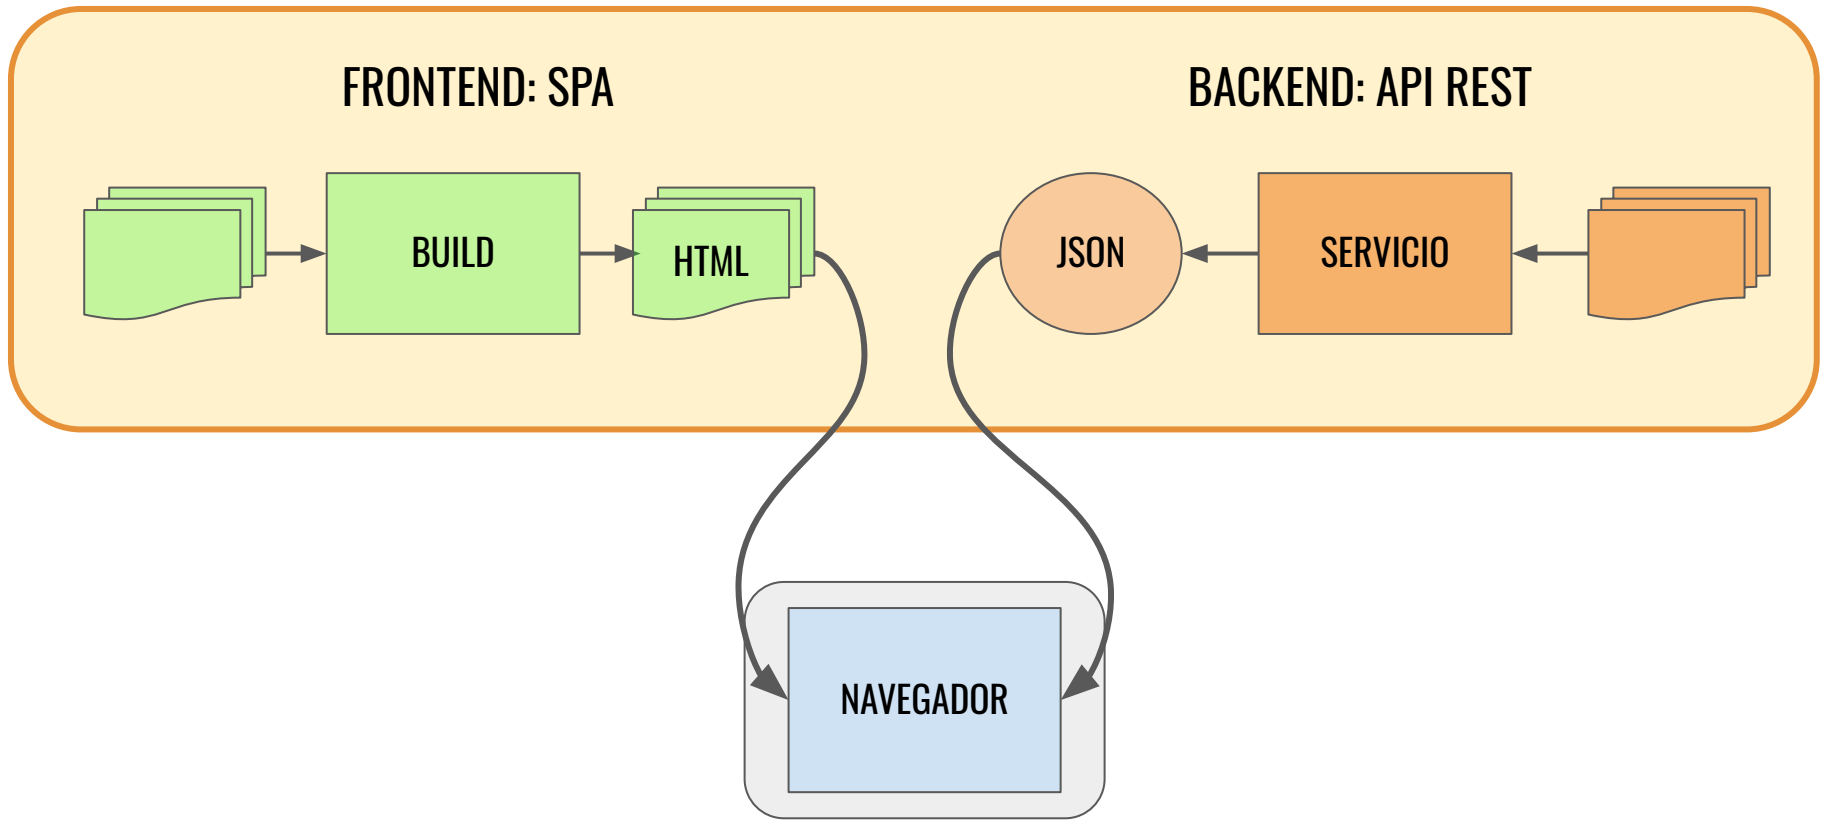 FRONTEND: SPA
BACKEND: API REST
BUILD
HTML
JSON
SERVICIO
NAVEGADOR